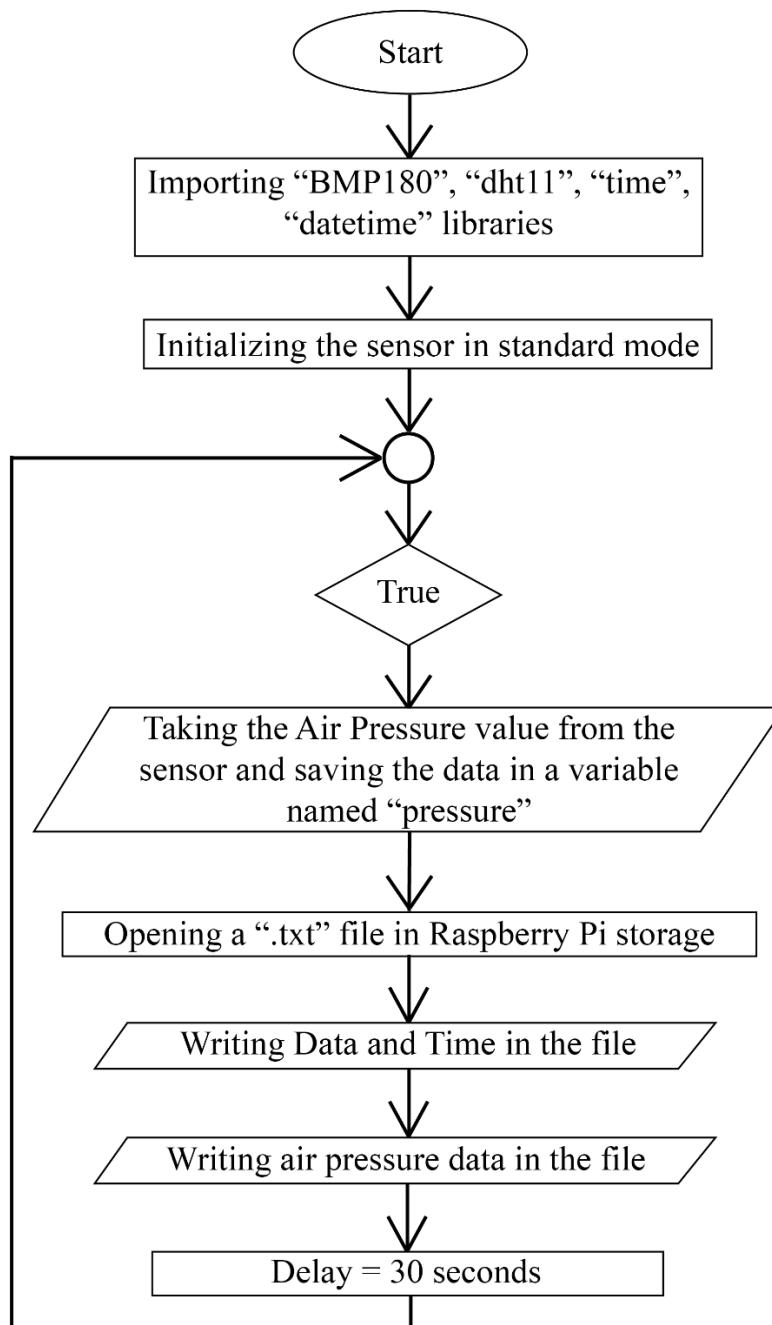 Start
Importing “BMP180”, “dht11”, “time”,
“datetime” libraries
Initializing the sensor in standard mode
True
Taking the Air Pressure value from the
sensor and saving the data in a variable
named “pressure”
Opening a “.txt” file in Raspberry Pi storage
Writing Data and Time in the file
Writing air pressure data in the file
Delay = 30 seconds